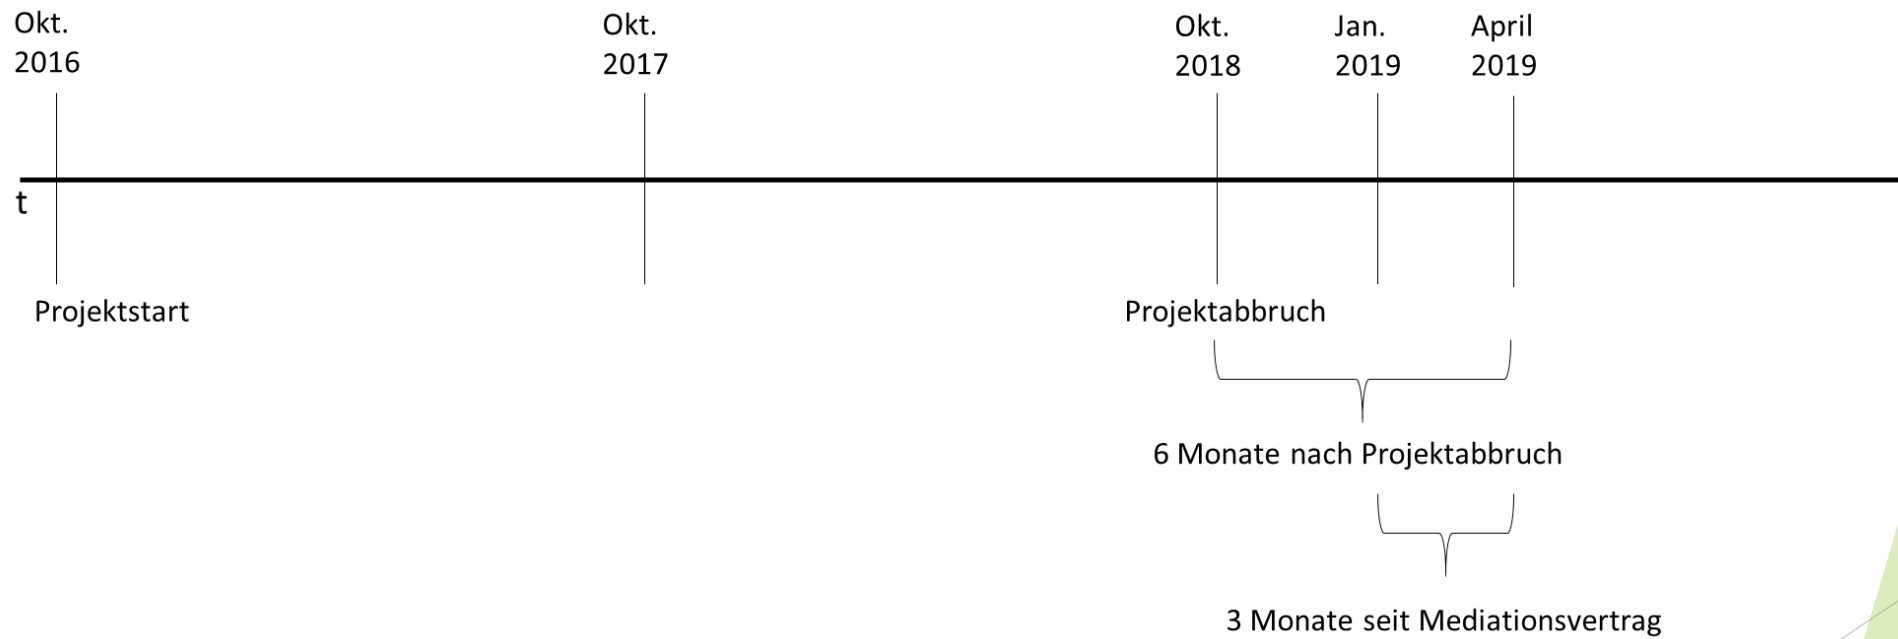 Okt.
2016
Okt.
2017
Okt.
2018
Jan.
2019
April
2019
t
Projektstart
Projektabbruch
6 Monate nach Projektabbruch
3 Monate seit Mediationsvertrag